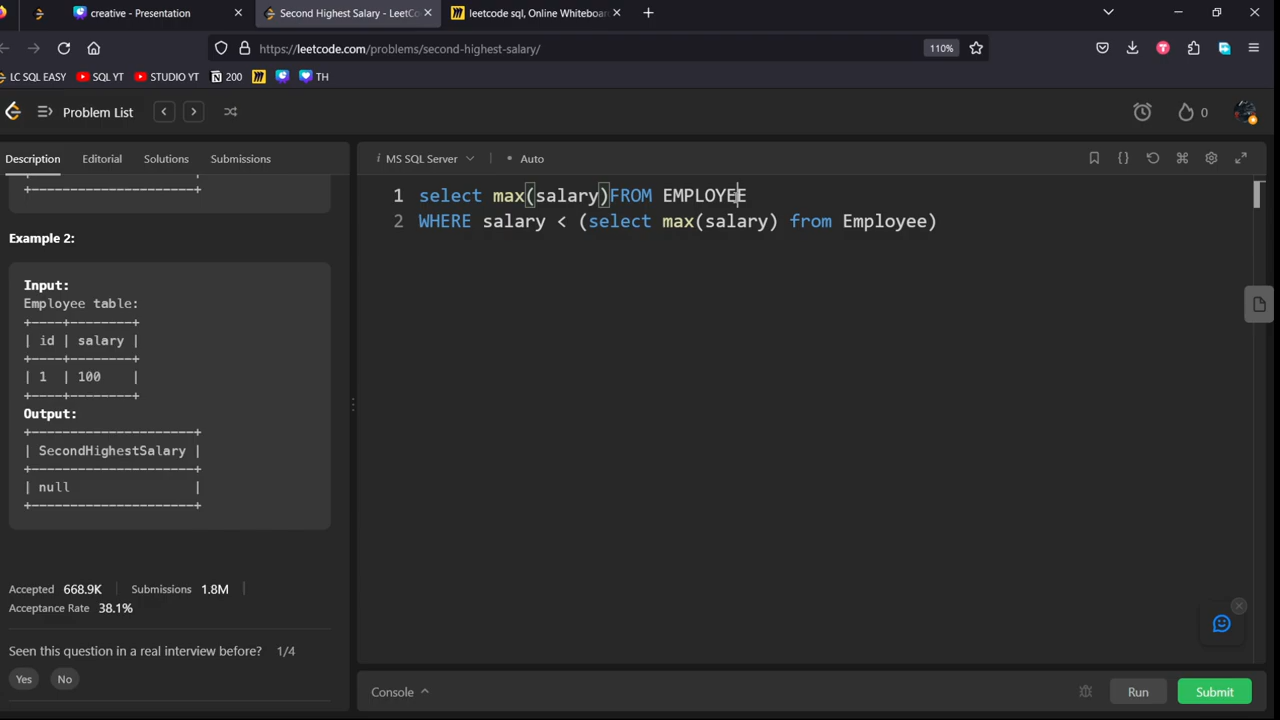 creative - Presentation
Second Highest Salary - LeetCo
leetcode sql, Online Whiteboar
https://leetcode.com/problems/second-highest-salary/
110%
LC SQL EASY
SQL YT
STUDIO YT
200
TH
Problem List
0
Description
Editorial
Solutions
Submissions
MS SQL Server
Auto
+--------------------+
Example 2:
Input:
Employee table:
+----+--------+
| id | salary |
+----+--------+
| 1 | 100 |
+----+--------+
Output:
+---------------------+
| SecondHighestSalary |
+---------------------+
| null |
+---------------------+
Accepted 668.9K
Submissions 1.8M
Acceptance Rate 38.1%
Seen this question in a real interview before? 1/4
Yes
No
1 select max(salary)FROM EMPLOYEE
2 WHERE salary < (select max(salary) from Employee)
Console
Run
Submit